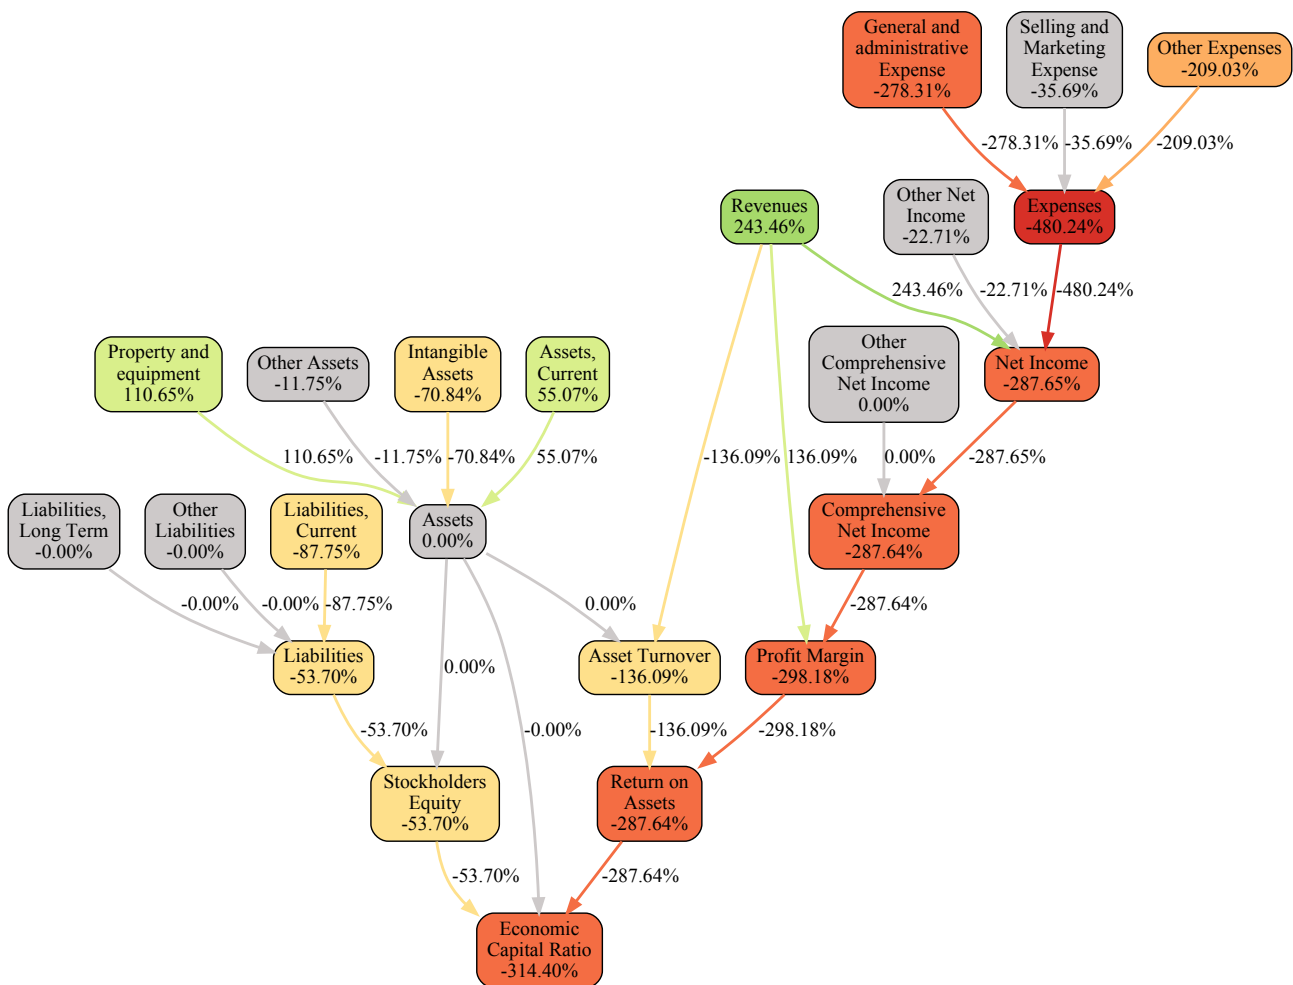 General and
administrative
Expense
-278.31%
Selling and
Marketing
Expense
-35.69%
Other Expenses
-209.03%
-278.31%
-35.69%
-209.03%
Revenues
243.46%
Other Net
Income
-22.71%
Expenses
-480.24%
243.46%
-22.71%
-480.24%
Property and
equipment
110.65%
Other Assets
-11.75%
Intangible
Assets
-70.84%
Assets,
Current
55.07%
Other
Comprehensive
Net Income
0.00%
Net Income
-287.65%
110.65%
-11.75%
-70.84%
55.07%
-136.09%
136.09%
0.00%
-287.65%
Liabilities,
Long Term
-0.00%
Other
Liabilities
-0.00%
Liabilities,
Current
-87.75%
Assets
0.00%
Comprehensive
Net Income
-287.64%
-0.00%
-0.00%
-87.75%
0.00%
-287.64%
Liabilities
-53.70%
0.00%
Asset Turnover
-136.09%
Profit Margin
-298.18%
-53.70%
-0.00%
-136.09%
-298.18%
Stockholders
Equity
-53.70%
Return on
Assets
-287.64%
-53.70%
-287.64%
Economic
Capital Ratio
-314.40%